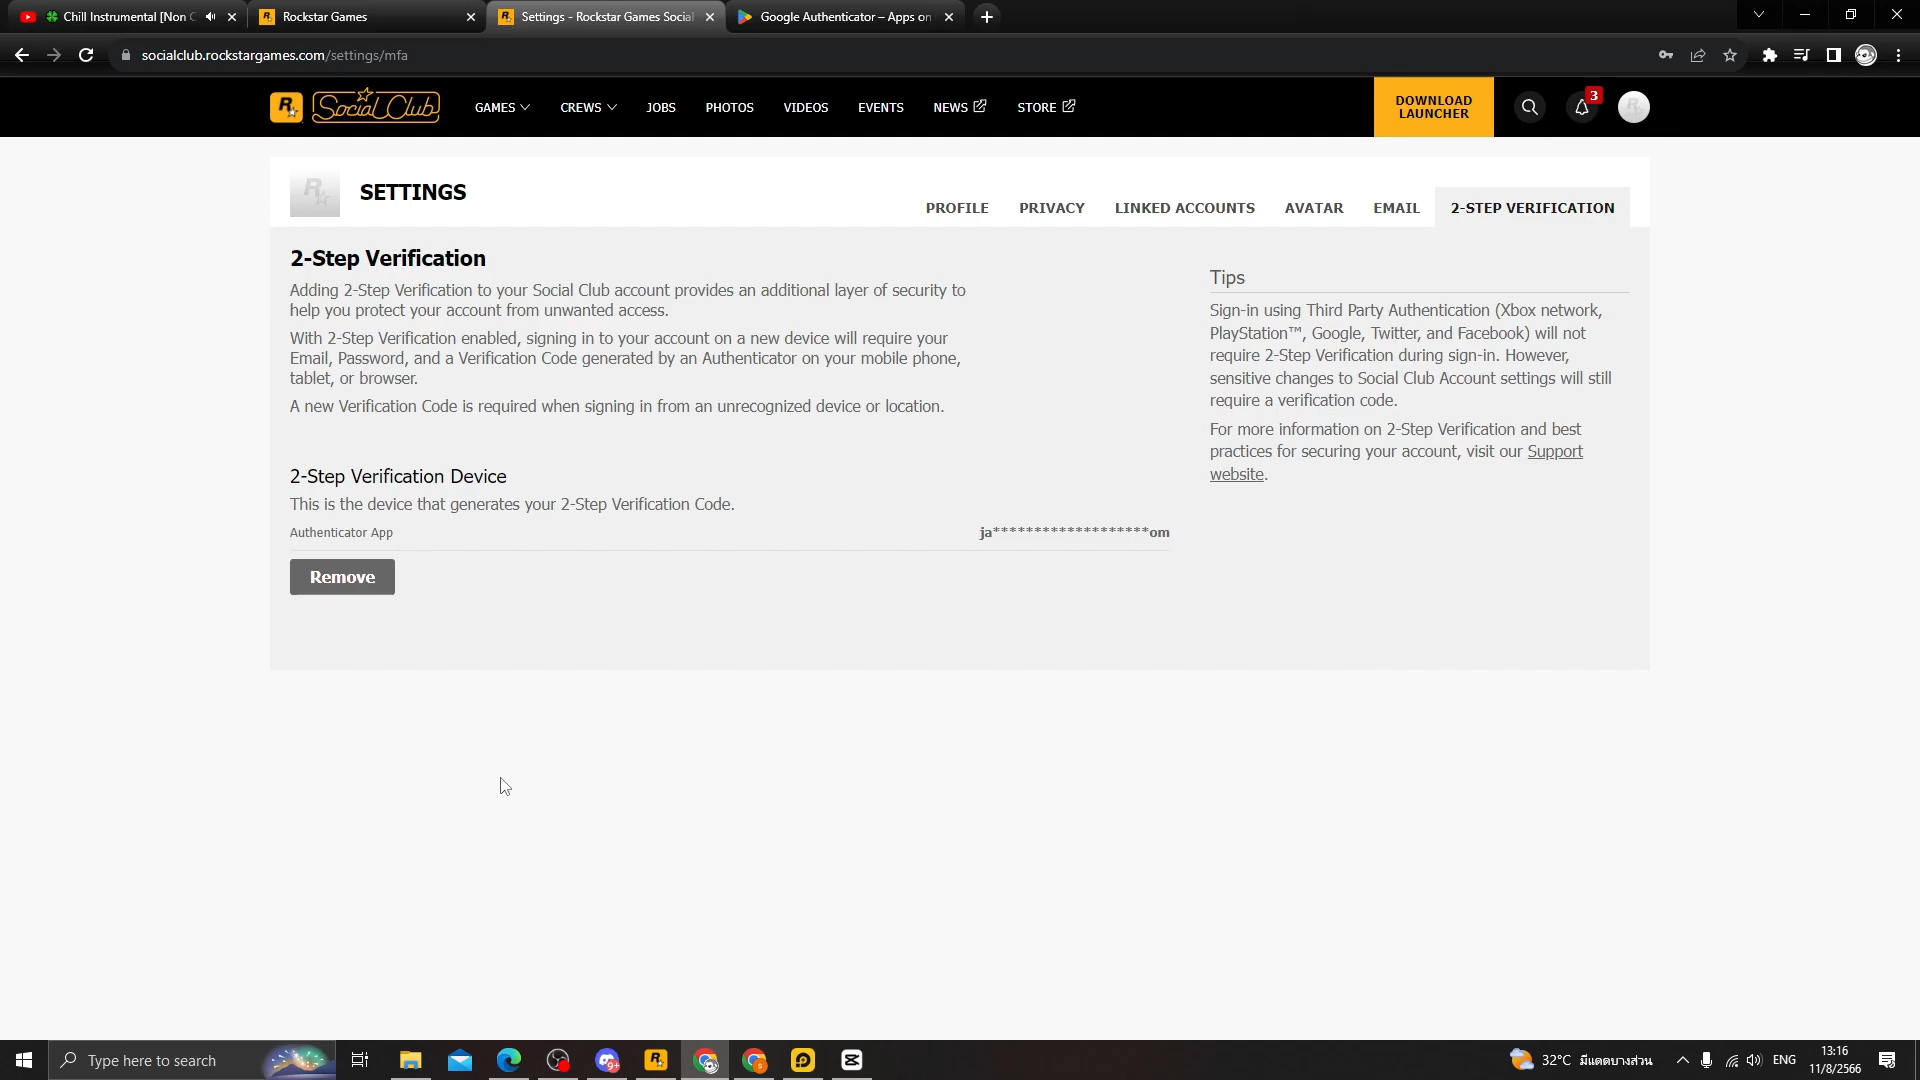 Chill Instrumental [Non C
Rockstar Games
Settings - Rockstar Games Social
Google Authenticator – Apps on
socialclub.rockstargames.com/settings/mfa
R Social Club
GAMES
CREWS
JOBS
PHOTOS
VIDEOS
EVENTS
NEWS
STORE
DOWNLOAD
LAUNCHER
3
SETTINGS
PROFILE
PRIVACY
LINKED ACCOUNTS
AVATAR
EMAIL
2-STEP VERIFICATION
2-Step Verification
Adding 2-Step Verification to your Social Club account provides an additional layer of security to
help you protect your account from unwanted access.
With 2-Step Verification enabled, signing in to your account on a new device will require your
Email, Password, and a Verification Code generated by an Authenticator on your mobile phone,
tablet, or browser.
A new Verification Code is required when signing in from an unrecognized device or location.
2-Step Verification Device
This is the device that generates your 2-Step Verification Code.
Authenticator App
ja*******************om
Remove
Tips
Sign-in using Third Party Authentication (Xbox network,
PlayStation™, Google, Twitter, and Facebook) will not
require 2-Step Verification during sign-in. However,
sensitive changes to Social Club Account settings will still
require a verification code.
For more information on 2-Step Verification and best
practices for securing your account, visit our Support
website.
Type here to search
9+
32°C มีแดดบางส่วน
ENG
13:16
11/8/2566